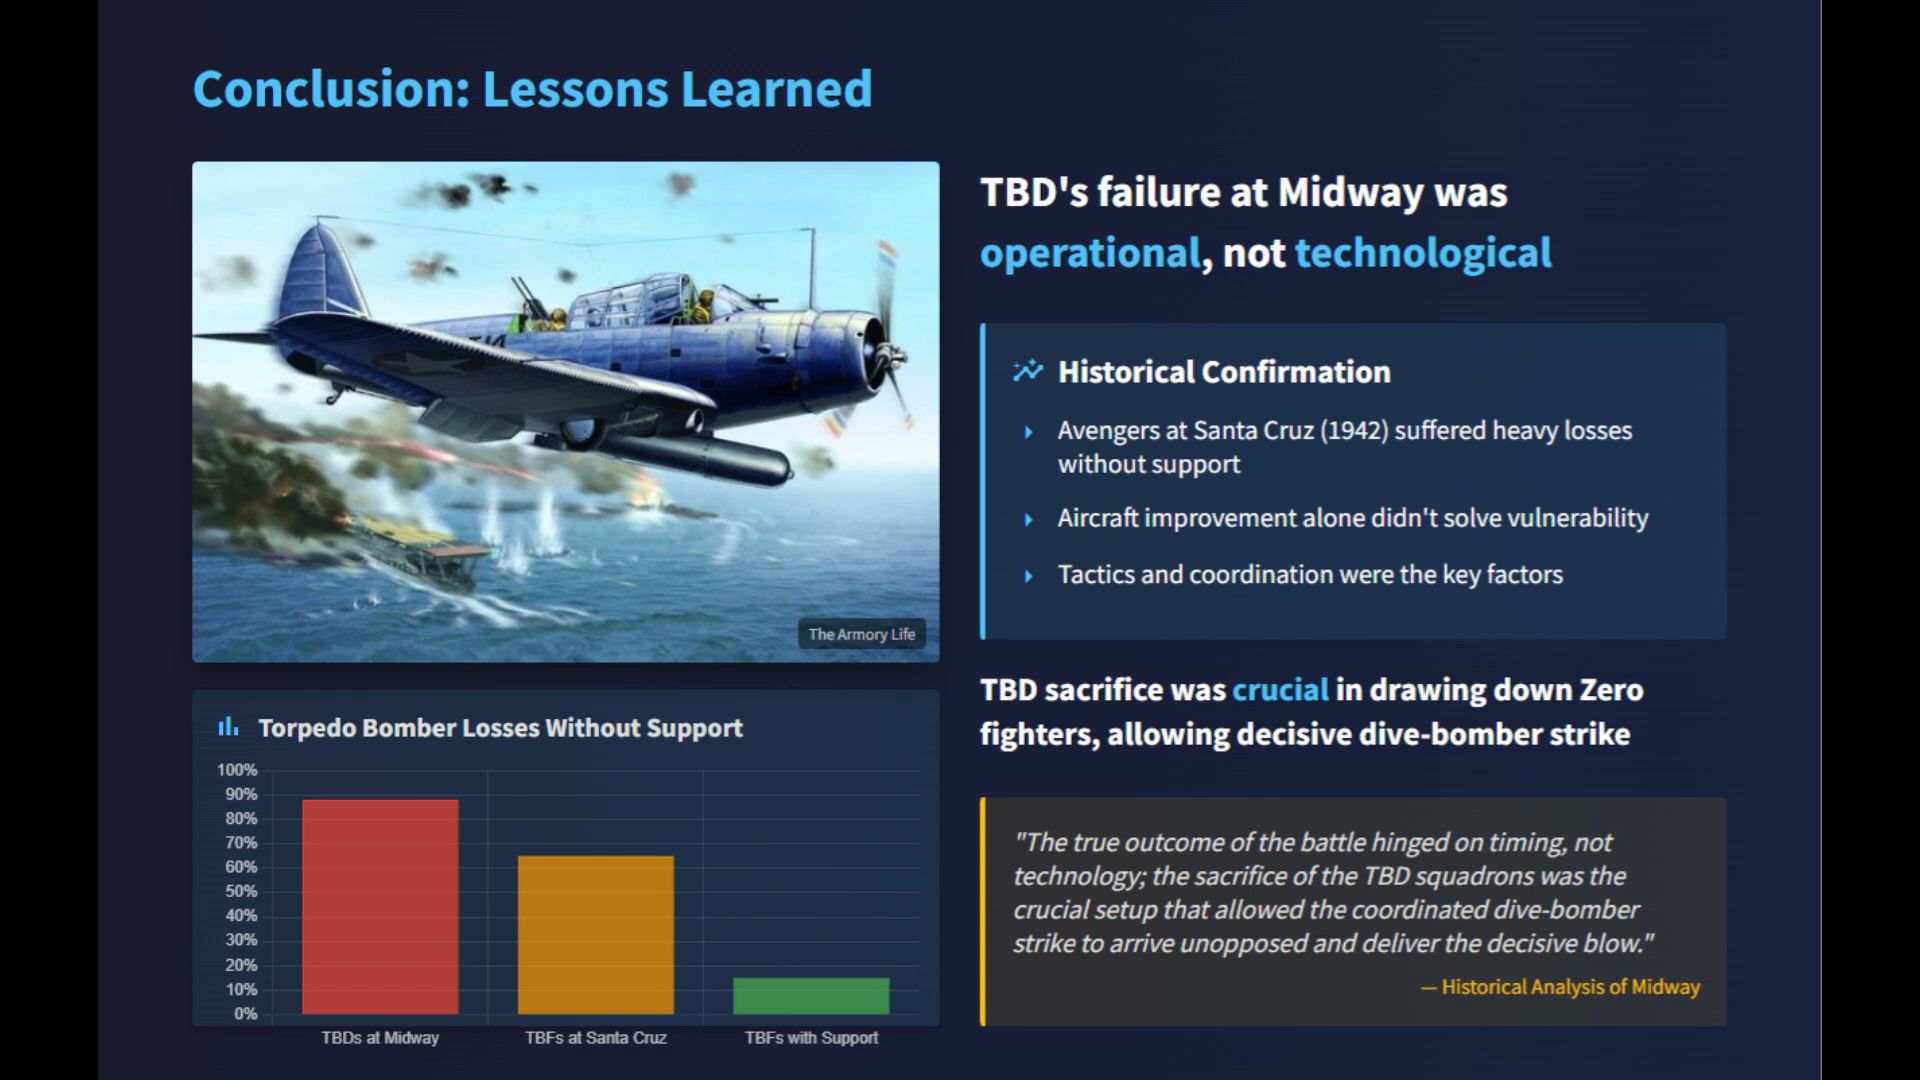 Conclusion: Lessons Learned
The Armory Life
Torpedo Bomber Losses Without Support
100%
90%
80%
70%
60%
50%
40%
30%
20%
10%
0%
TBDs at Midway
TBFs at Santa Cruz
TBFs with Support
TBD's failure at Midway was
operational, not technological
Historical Confirmation
Avengers at Santa Cruz (1942) suffered heavy losses
without support
Aircraft improvement alone didn't solve vulnerability
Tactics and coordination were the key factors
TBD sacrifice was crucial in drawing down Zero
fighters, allowing decisive dive-bomber strike
"The true outcome of the battle hinged on timing, not
technology; the sacrifice of the TBD squadrons was the
crucial setup that allowed the coordinated dive-bomber
strike to arrive unopposed and deliver the decisive blow."
— Historical Analysis of Midway